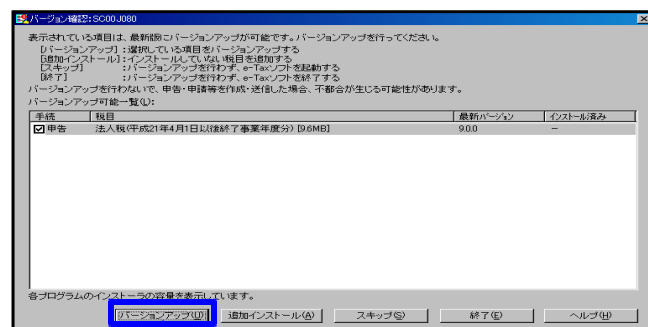 バージョン確認:SC00J080
表示されている項目は、最新版にバージョンアップが可能です。バージョンアップを行ってください。
[バージョンアップ] :選択している項目をバージョンアップする
[追加インストール]:インストールしていない税目を追加する
[スキップ] :バージョンアップを行わず、e-Taxソフトを起動する
[終了] :バージョンアップを行わず、e-Taxソフトを終了する
バージョンアップを行わないで、申告・申請等を作成・送信した場合、不都合が生じる可能性があります。
バージョンアップ可能一覧(L):
手続 税目 最新バージョン インストール済み
申告 法人税(平成21年4月1日以後終了事業年度分) [9.6MB] 9.0.0 −
各プログラムのインストーラの容量を表示しています。
バージョンアップ(U) 追加インストール(A) スキップ(S) 終了(E) ヘルプ(H)